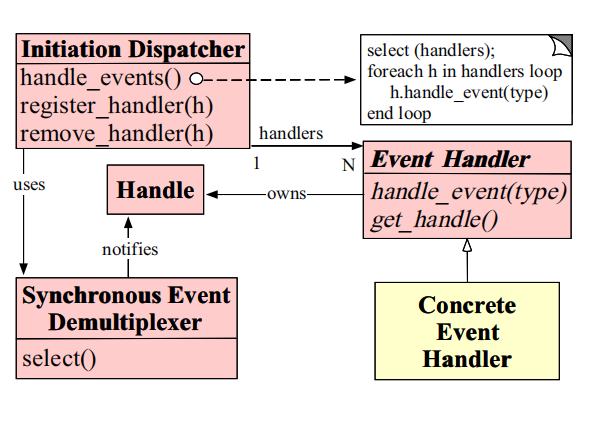 Initiation Dispatcher
handle_events()
register_handler(h)
remove_handler(h)
select (handlers);
foreach h in handlers loop
h.handle_event(type)
end loop
handlers
1
N
uses
Handle
owns
Event Handler
handle_event(type)
get_handle()
notifies
Synchronous Event
Demultiplexer
select()
Concrete
Event
Handler